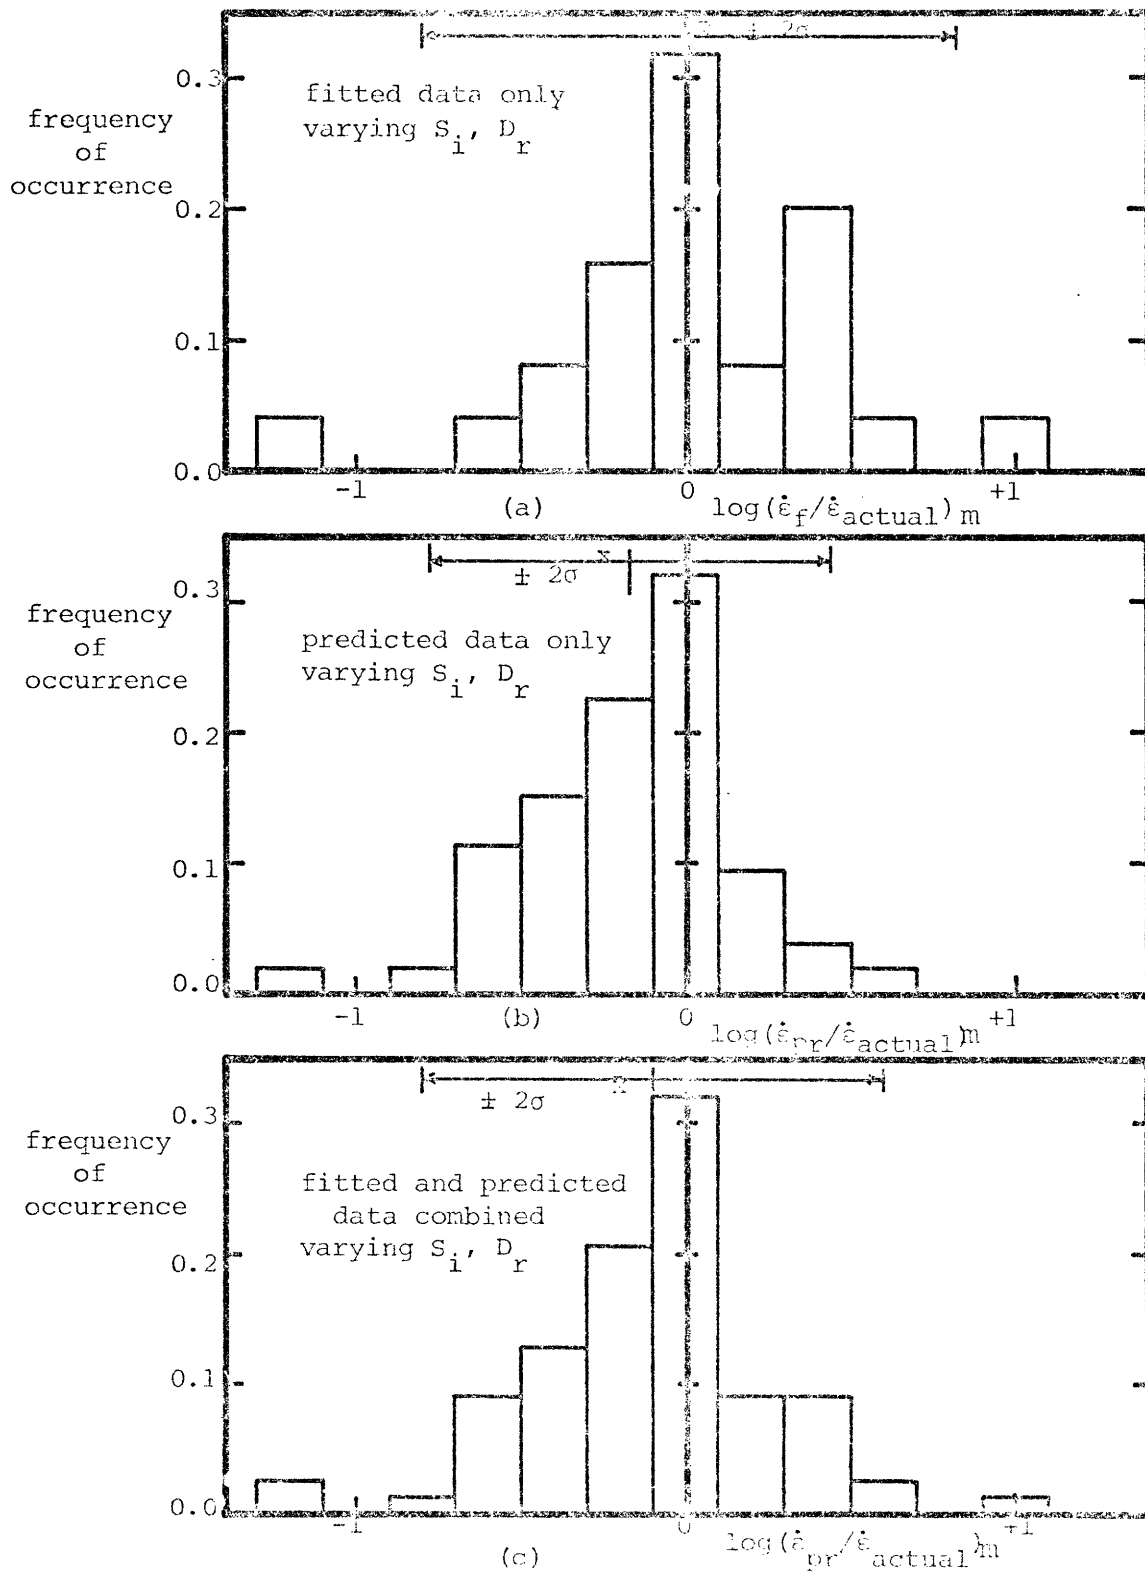 ± 2σ
0.3
fitted data only
varying S_i, D_r
frequency
of
occurrence
0.2
0.1
0.0
-1
0
+1
(a)
log(ε̇_f/ε̇_actual)_m
x̄
± 2σ
0.3
frequency
of
occurrence
predicted data only
varying S_i, D_r
0.2
0.1
0.0
-1
(b)
0
+1
log(ε̇_pr/ε̇_actual)_m
x̄
± 2σ
0.3
frequency
of
occurrence
fitted and predicted
data combined
varying S_i, D_r
0.2
0.1
0.0
-1
0
+1
(c)
log(ε̇_pr/ε̇_actual)_m